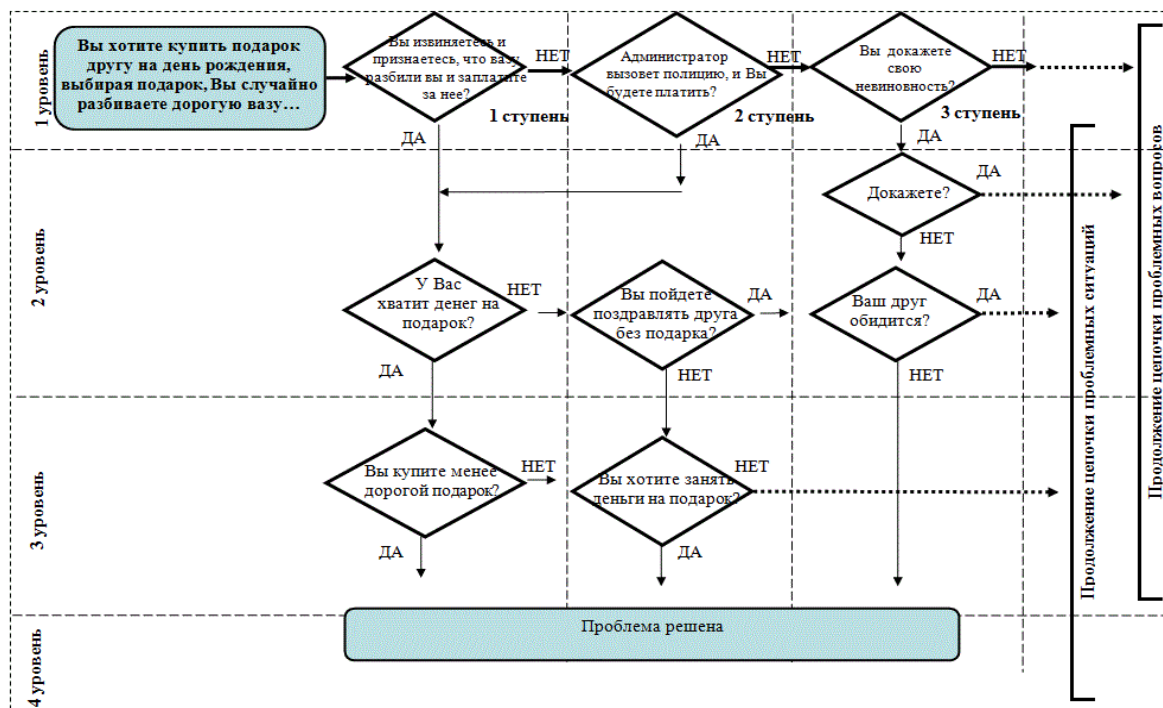 Вы хотите купить подарок
другу на день рождения,
выбирая подарок, Вы случайно
разбиваете дорогую вазу…
Вы извиняетесь и
признаетесь, что вазу
разбили вы и заплатите
за нее?
НЕТ
1 ступень
ДА
Администратор
вызовет полицию, и Вы
будете платить?
НЕТ
2 ступень
ДА
Вы докажете
свою
невиновность?
НЕТ
3 ступень
ДА
1 уровень
Докажете?
ДА
НЕТ
У Вас
хватит денег на
подарок?
НЕТ
ДА
Вы пойдете
поздравлять друга
без подарка?
ДА
НЕТ
Ваш друг
обидится?
ДА
НЕТ
2 уровень
Вы купите менее
дорогой подарок?
НЕТ
ДА
Вы хотите занять
деньги на подарок?
НЕТ
ДА
3 уровень
Проблема решена
4 уровень
Продолжение цепочки проблемных ситуаций
Продолжение цепочки проблемных вопросов